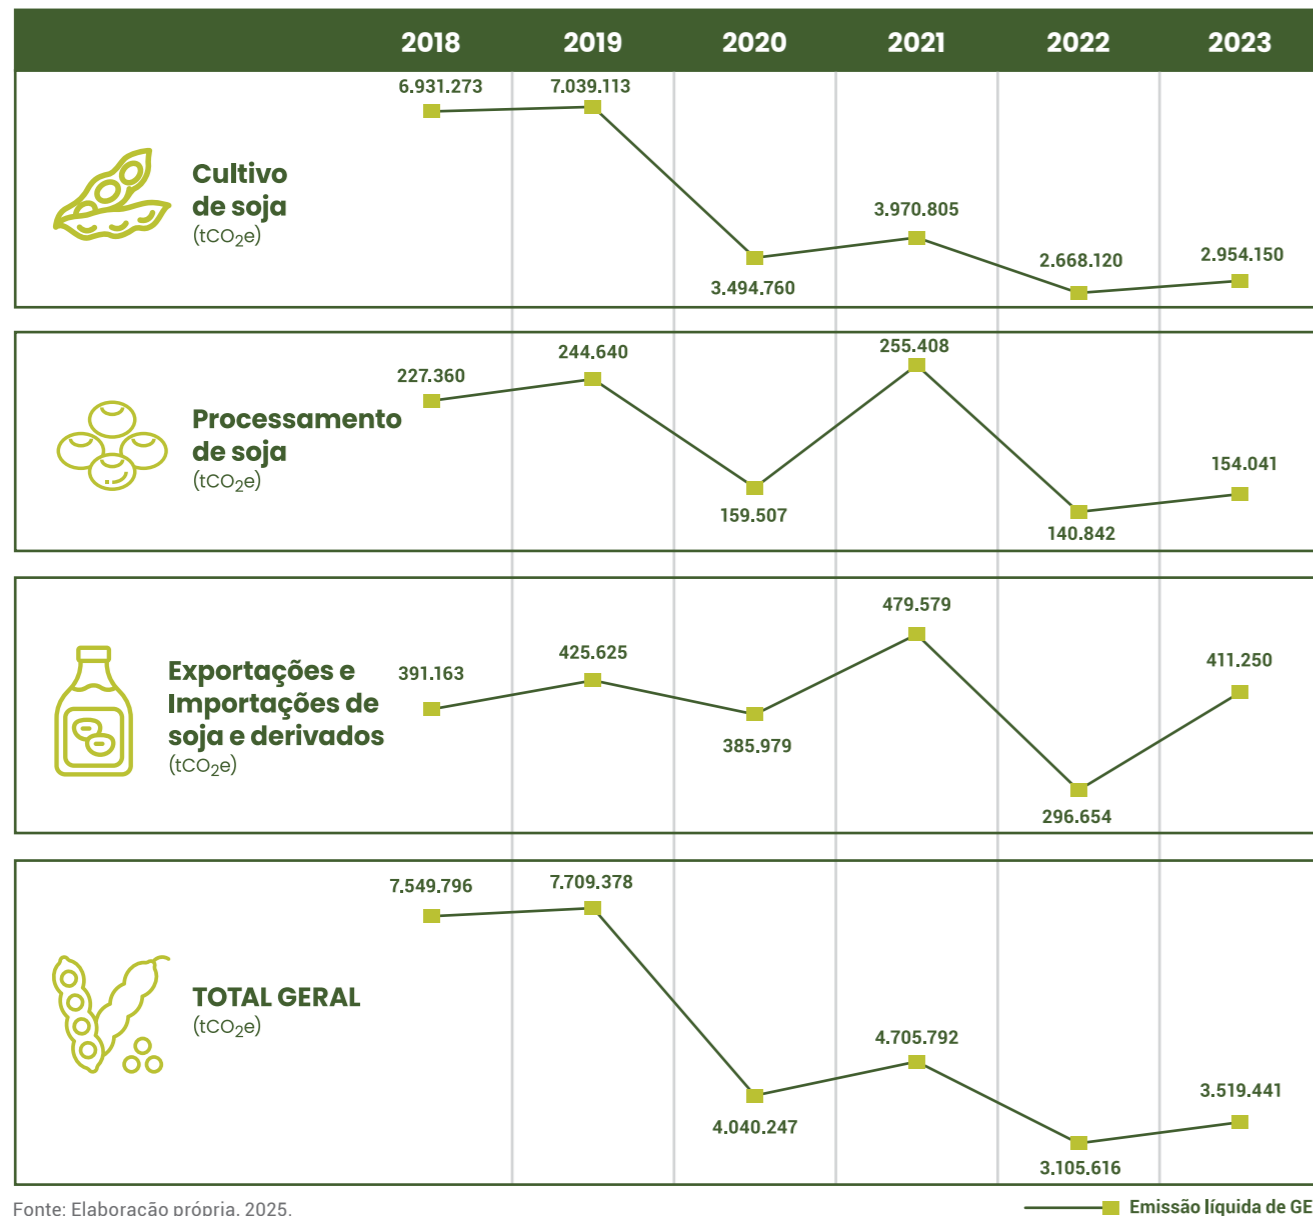 2018 2019 2020 2021 2022 2023
6.931.273 7.039.113 3.494.760 3.970.805 2.668.120 2.954.150
Cultivo
de soja
(tCO₂e)
227.360 244.640 159.507 255.408 140.842 154.041
Processamento
de soja
(tCO₂e)
391.163 425.625 385.979 479.579 296.654 411.250
Exportações e
Importações de
soja e derivados
(tCO₂e)
7.549.796 7.709.378 4.040.247 4.705.792 3.105.616 3.519.441
TOTAL GERAL
(tCO₂e)
Fonte: Elaboração própria, 2025.
Emissão líquida de GE